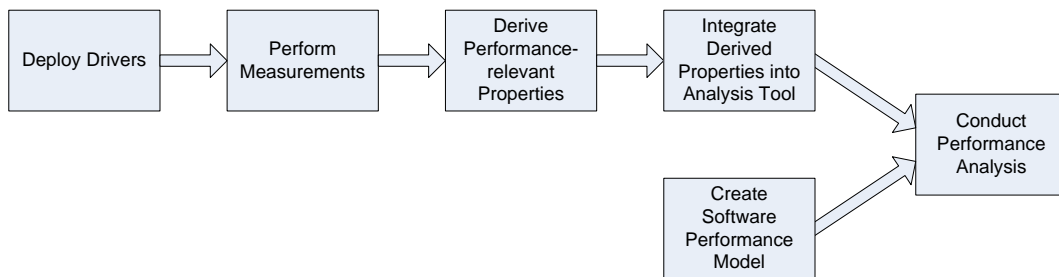 Deploy Drivers
Perform
Measurements
Derive
Performance-
relevant
Properties
Integrate
Derived
Properties into
Analysis Tool
Conduct
Performance
Analysis
Create
Software
Performance
Model